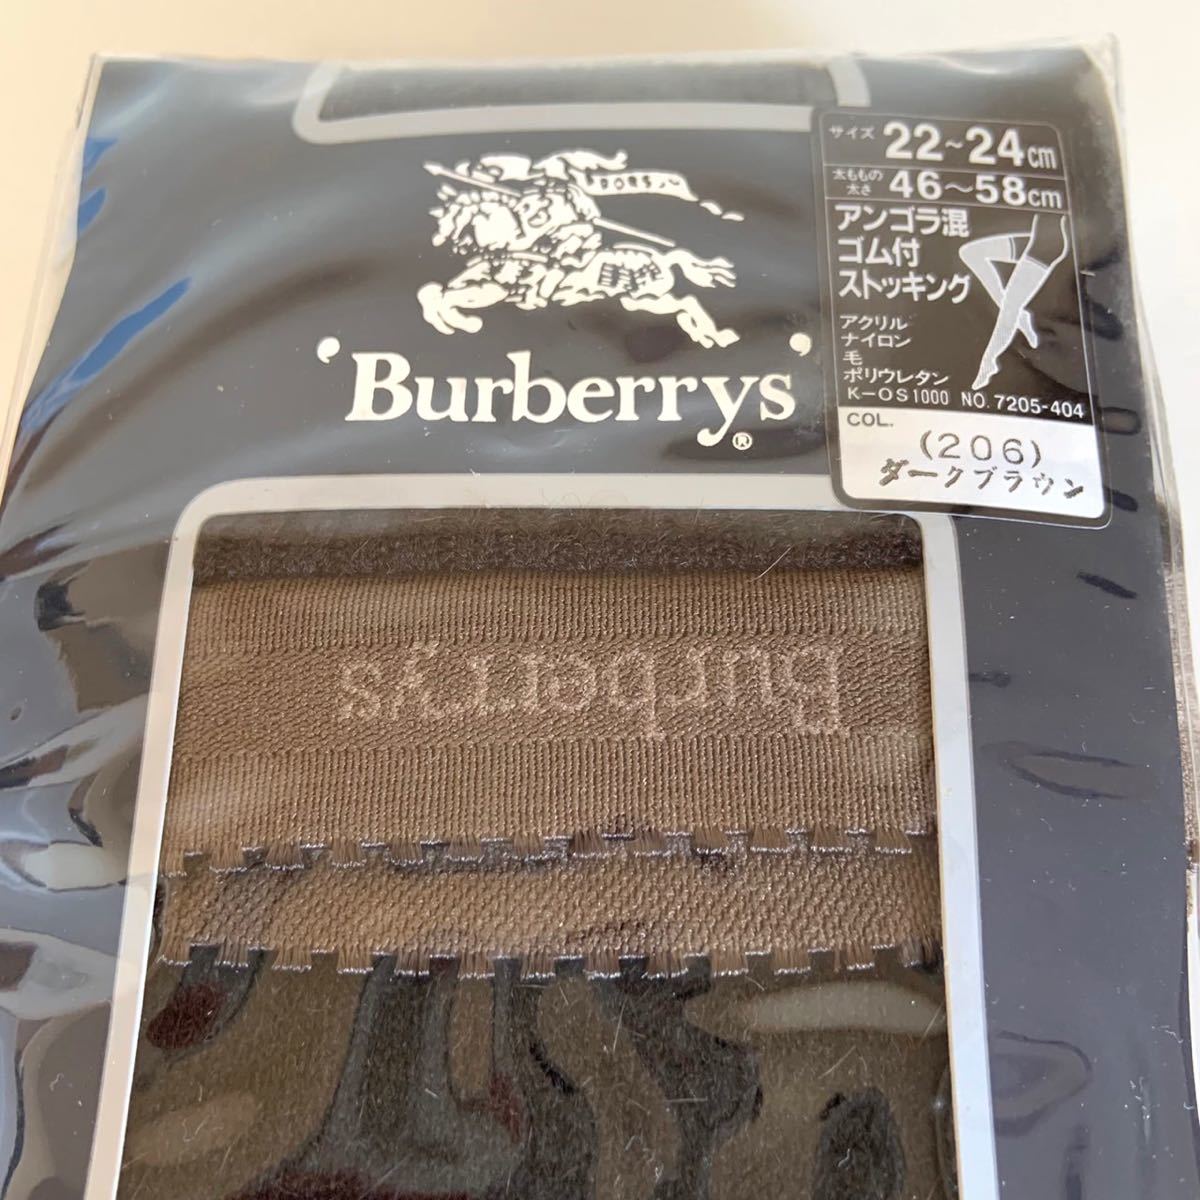 PORSUM
'Burberrys'
®
サイズ 22~24cm
太ももの太さ 46~58cm
アンゴラ混
ゴム付
ストッキング
アクリル
ナイロン
毛
ポリウレタン
K-OS1000 NO.7205-404
COL.
(206)
ダークブラウン
Burberrys